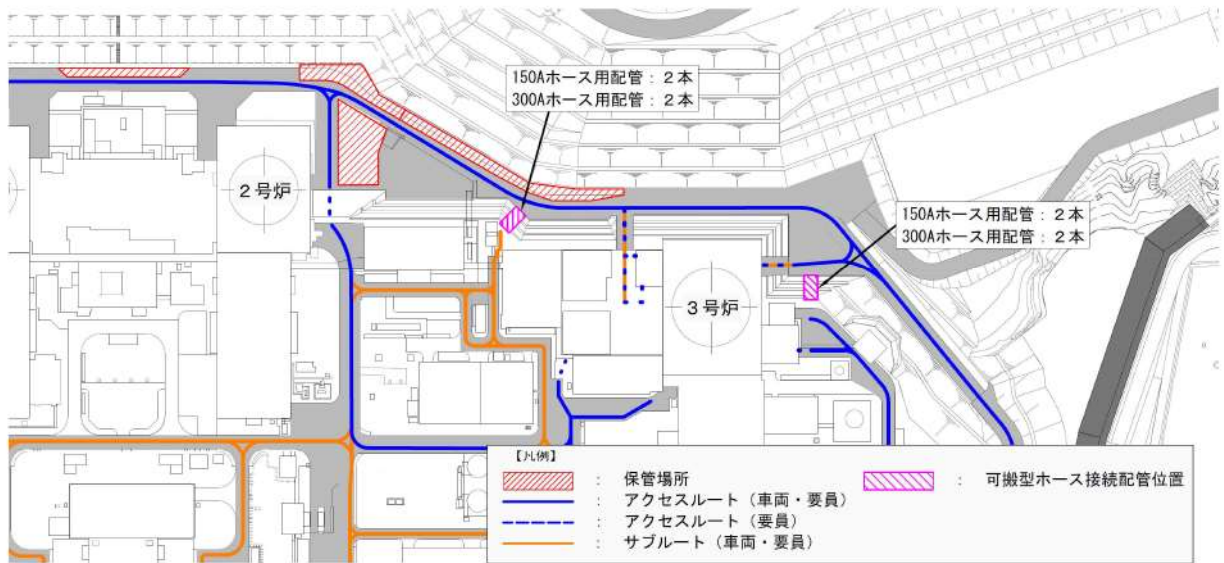 150Aホース用配管：２本
300Aホース用配管：２本
２号炉
150Aホース用配管：２本
300Aホース用配管：２本
３号炉
【凡例】
： 保管場所
： 可搬型ホース接続配管位置
： アクセスルート（車両・要員）
： アクセスルート（要員）
： サブルート（車両・要員）